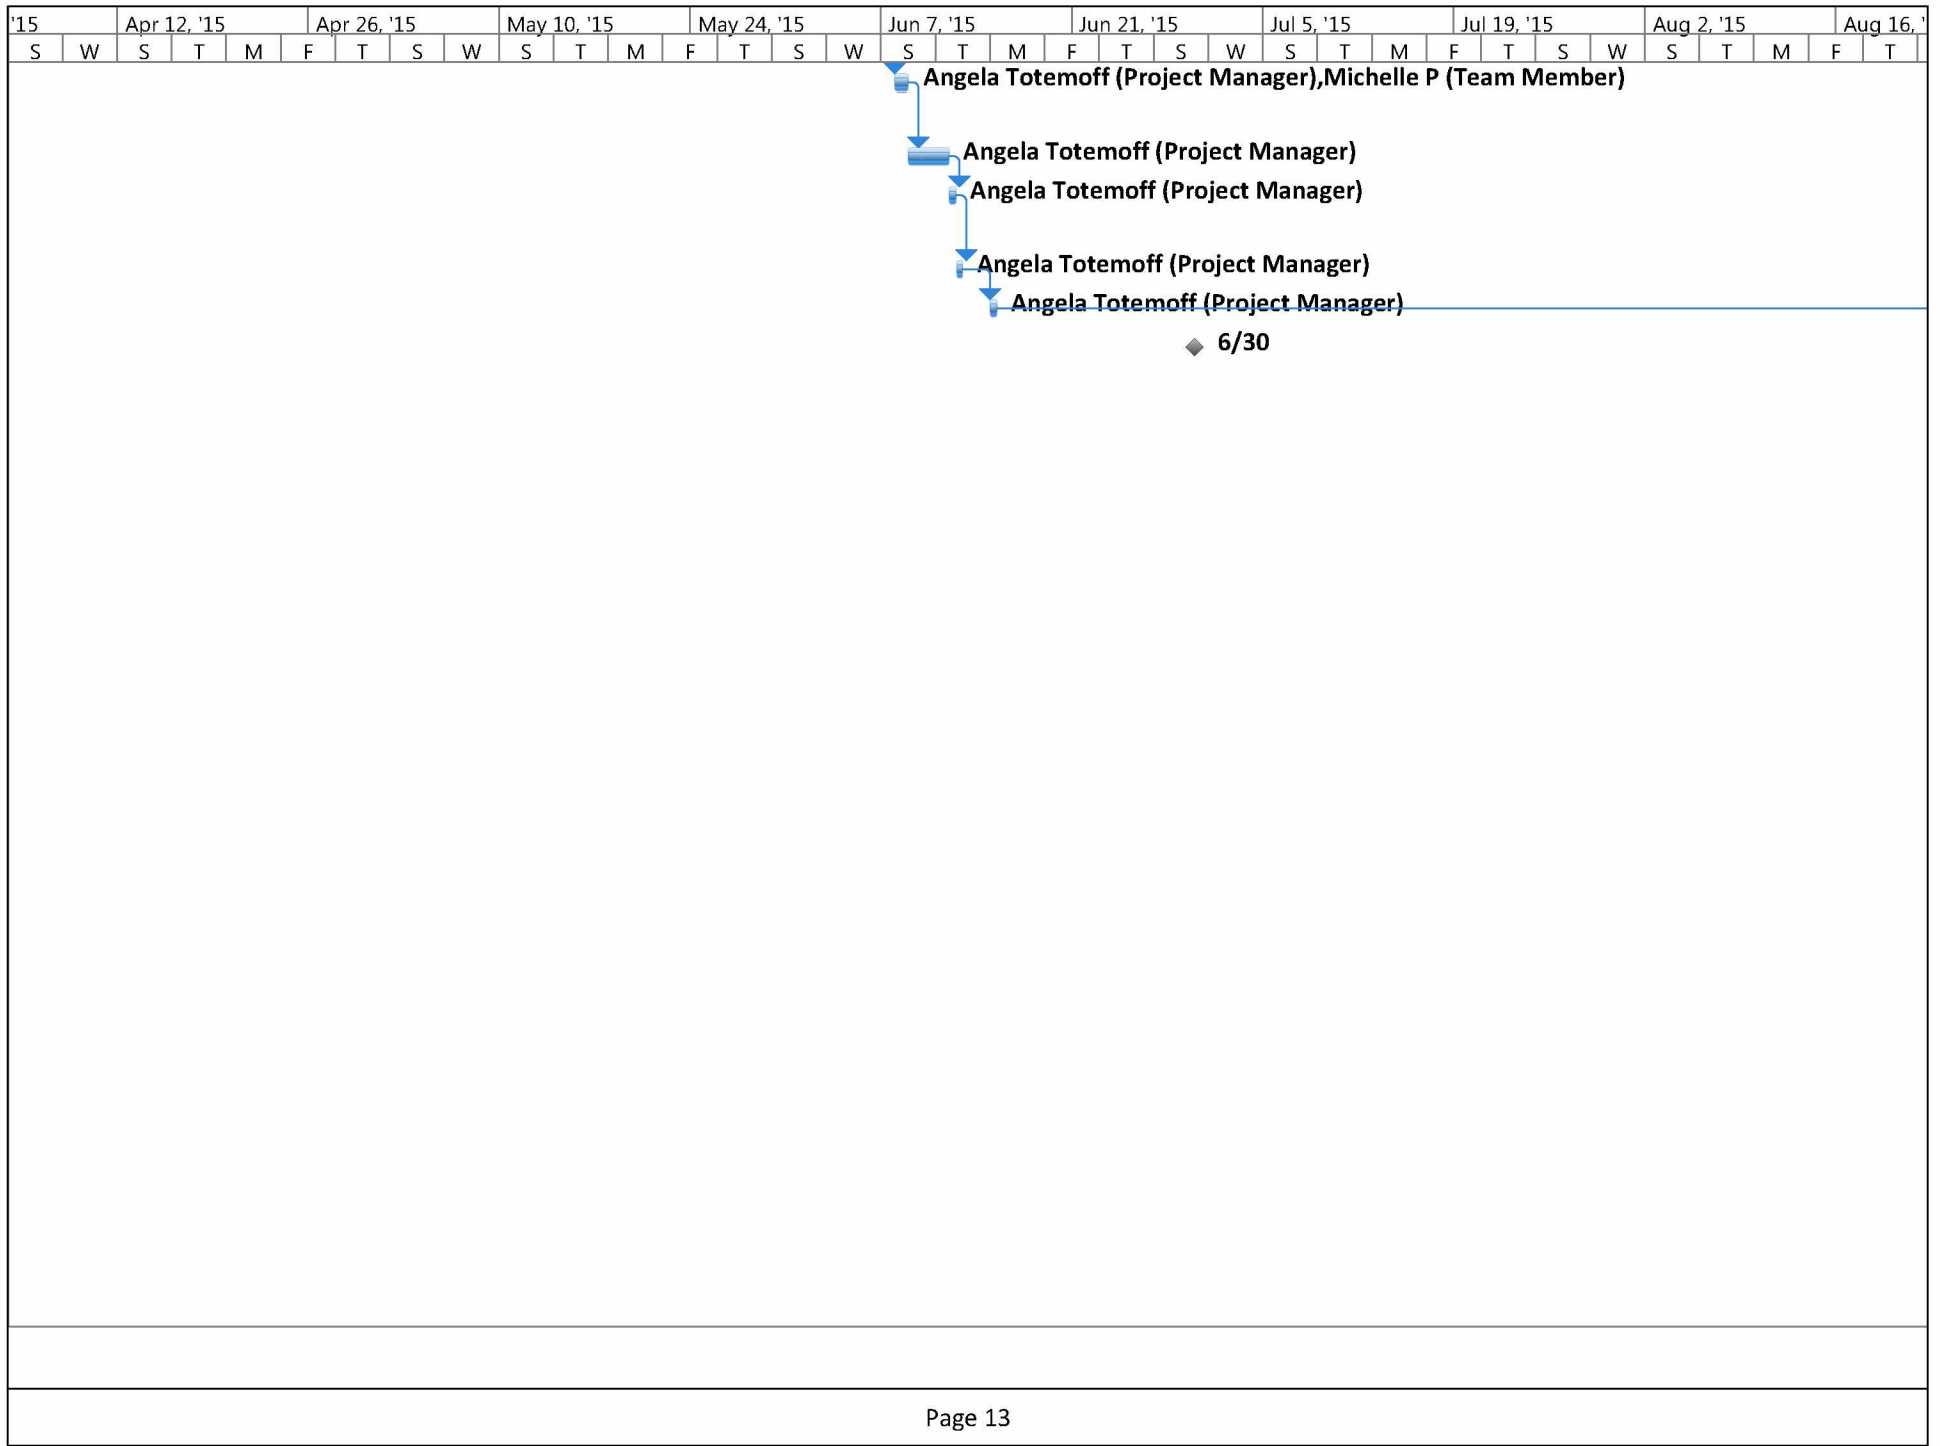 '15 Apr 12, '15 Apr 26, '15 May 10, '15 May 24, '15 Jun 7, '15 Jun 21, '15 Jul 5, '15 Jul 19, '15 Aug 2, '15 Aug 16, '
S W S T M F T S W S T M F T S W S T M F T S W S T M F T S W S T M F T
Angela Totemoff (Project Manager),Michelle P (Team Member)
Angela Totemoff (Project Manager)
Angela Totemoff (Project Manager)
Angela Totemoff (Project Manager)
Angela Totemoff (Project Manager)
6/30
Page 13